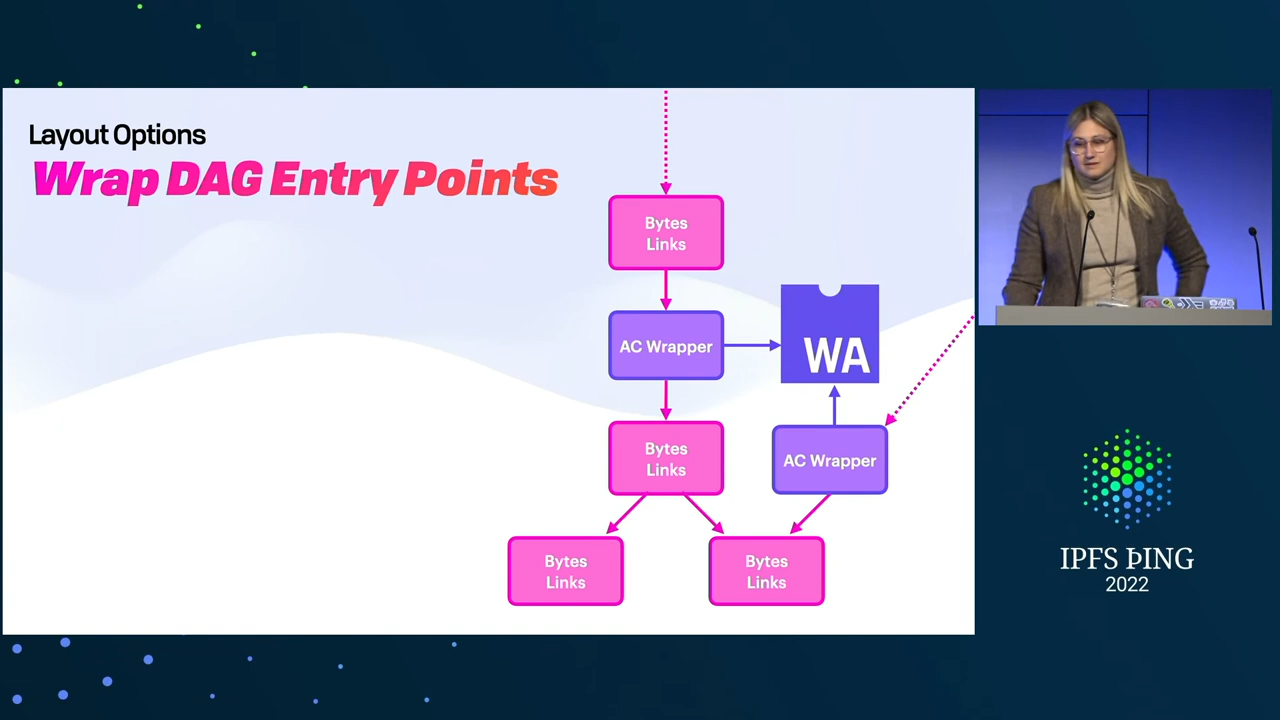 Layout Options
Wrap DAG Entry Points
Bytes
Links
AC Wrapper
WA
Bytes
Links
AC Wrapper
Bytes
Links
Bytes
Links
IPFS ÞING
2022